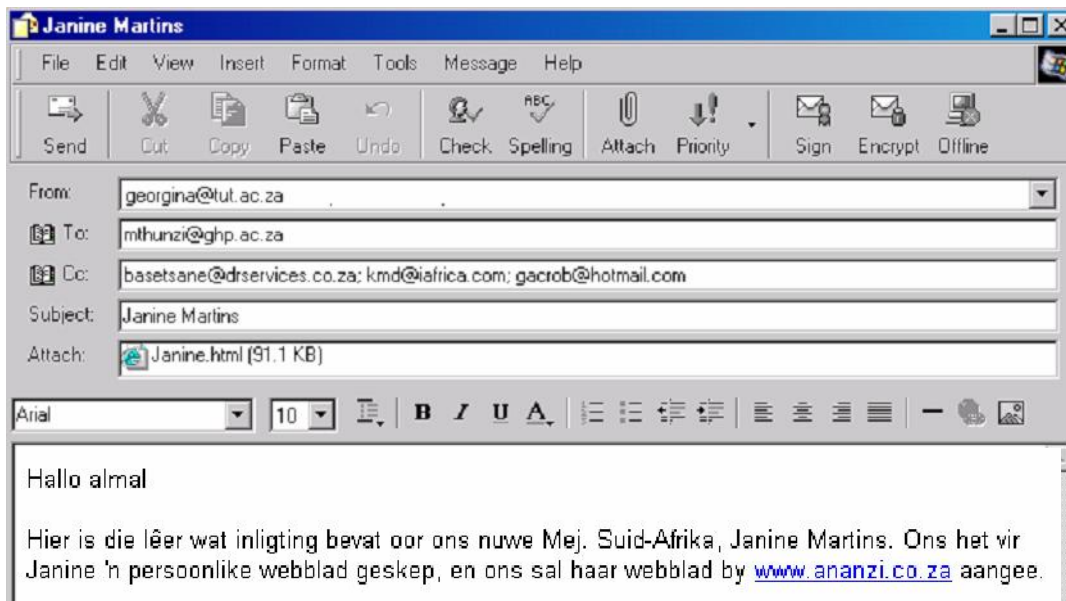 Janine Martins
File Edit View Insert Format Tools Message Help
ABC
Send Cut Copy Paste Undo Check Spelling Attach Priority Sign Encrypt Offline
From: georgina@tut.ac.za
To: mthunzi@ghp.ac.za
Cc: basetsane@drservices.co.za; kmd@iafrica.com; gacrob@hotmail.com
Subject: Janine Martins
Attach: Janine.html (91.1 KB)
Arial 10 B I U A
Hallo almal
Hier is die lêer wat inligting bevat oor ons nuwe Mej. Suid-Afrika, Janine Martins. Ons het vir
Janine 'n persoonlike webblad geskep, en ons sal haar webblad by www.ananzi.co.za aangee.